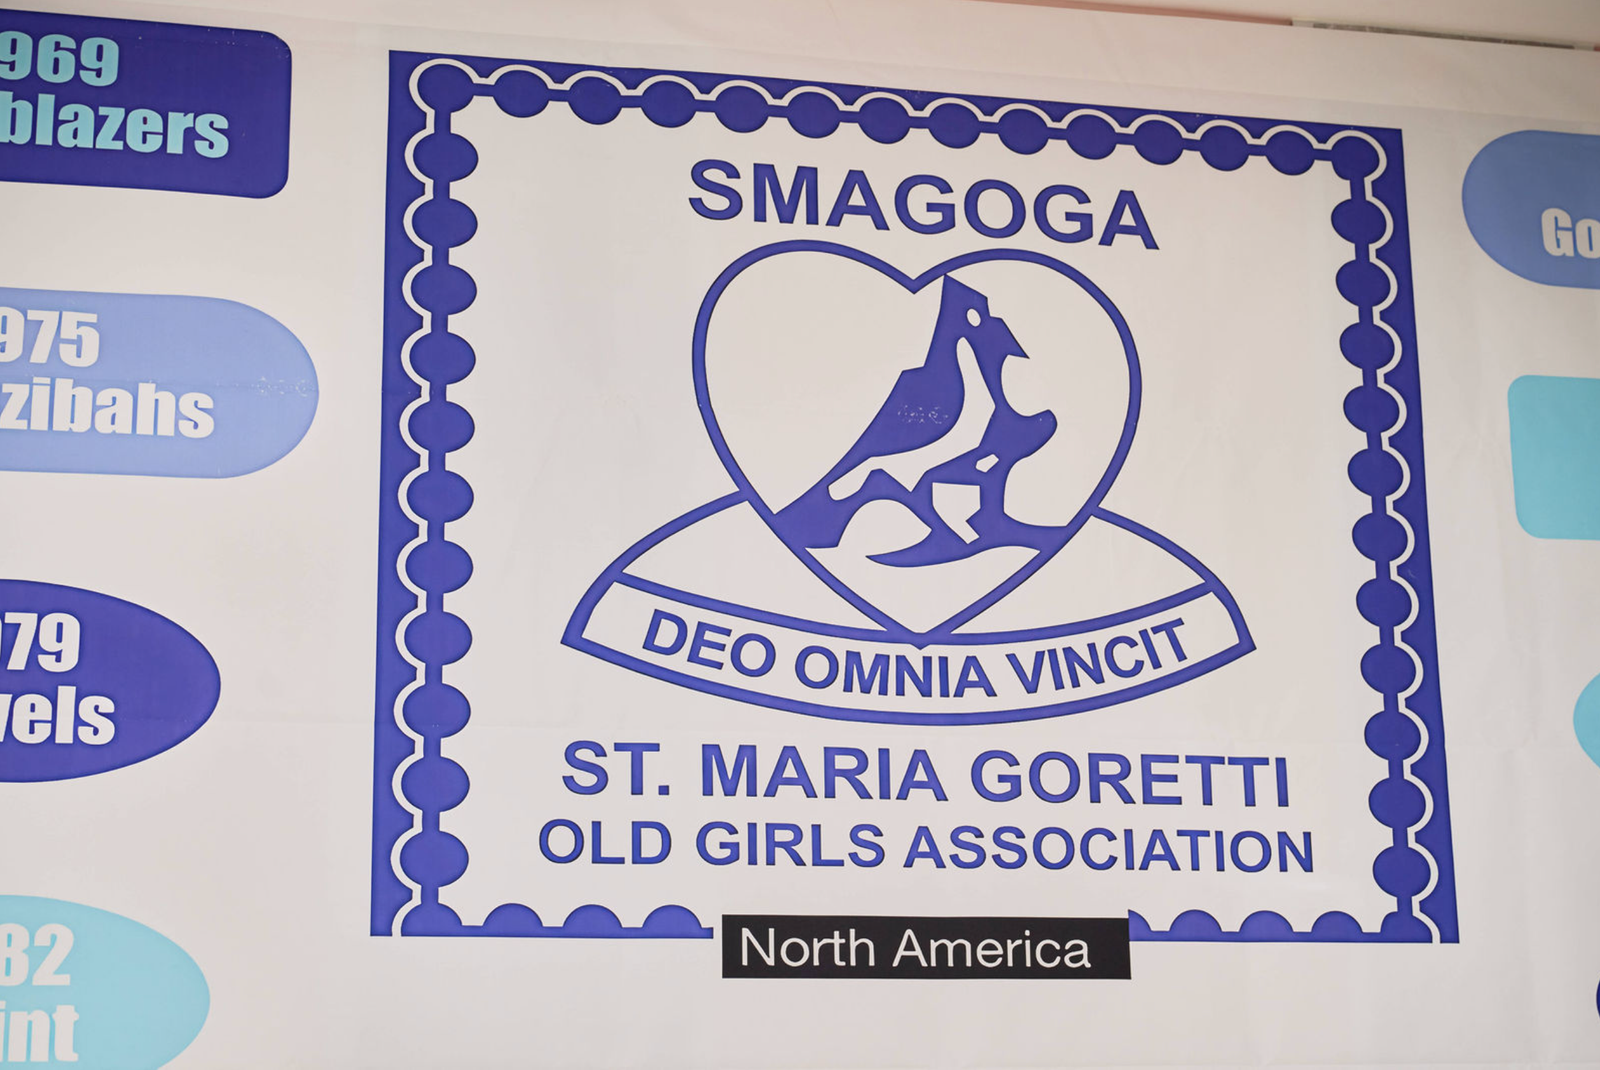 969
blazers
975
zibahs
79
vels
82
int
SMAGOGA
DEO OMNIA VINCIT
ST. MARIA GORETTI
OLD GIRLS ASSOCIATION
North America
Go